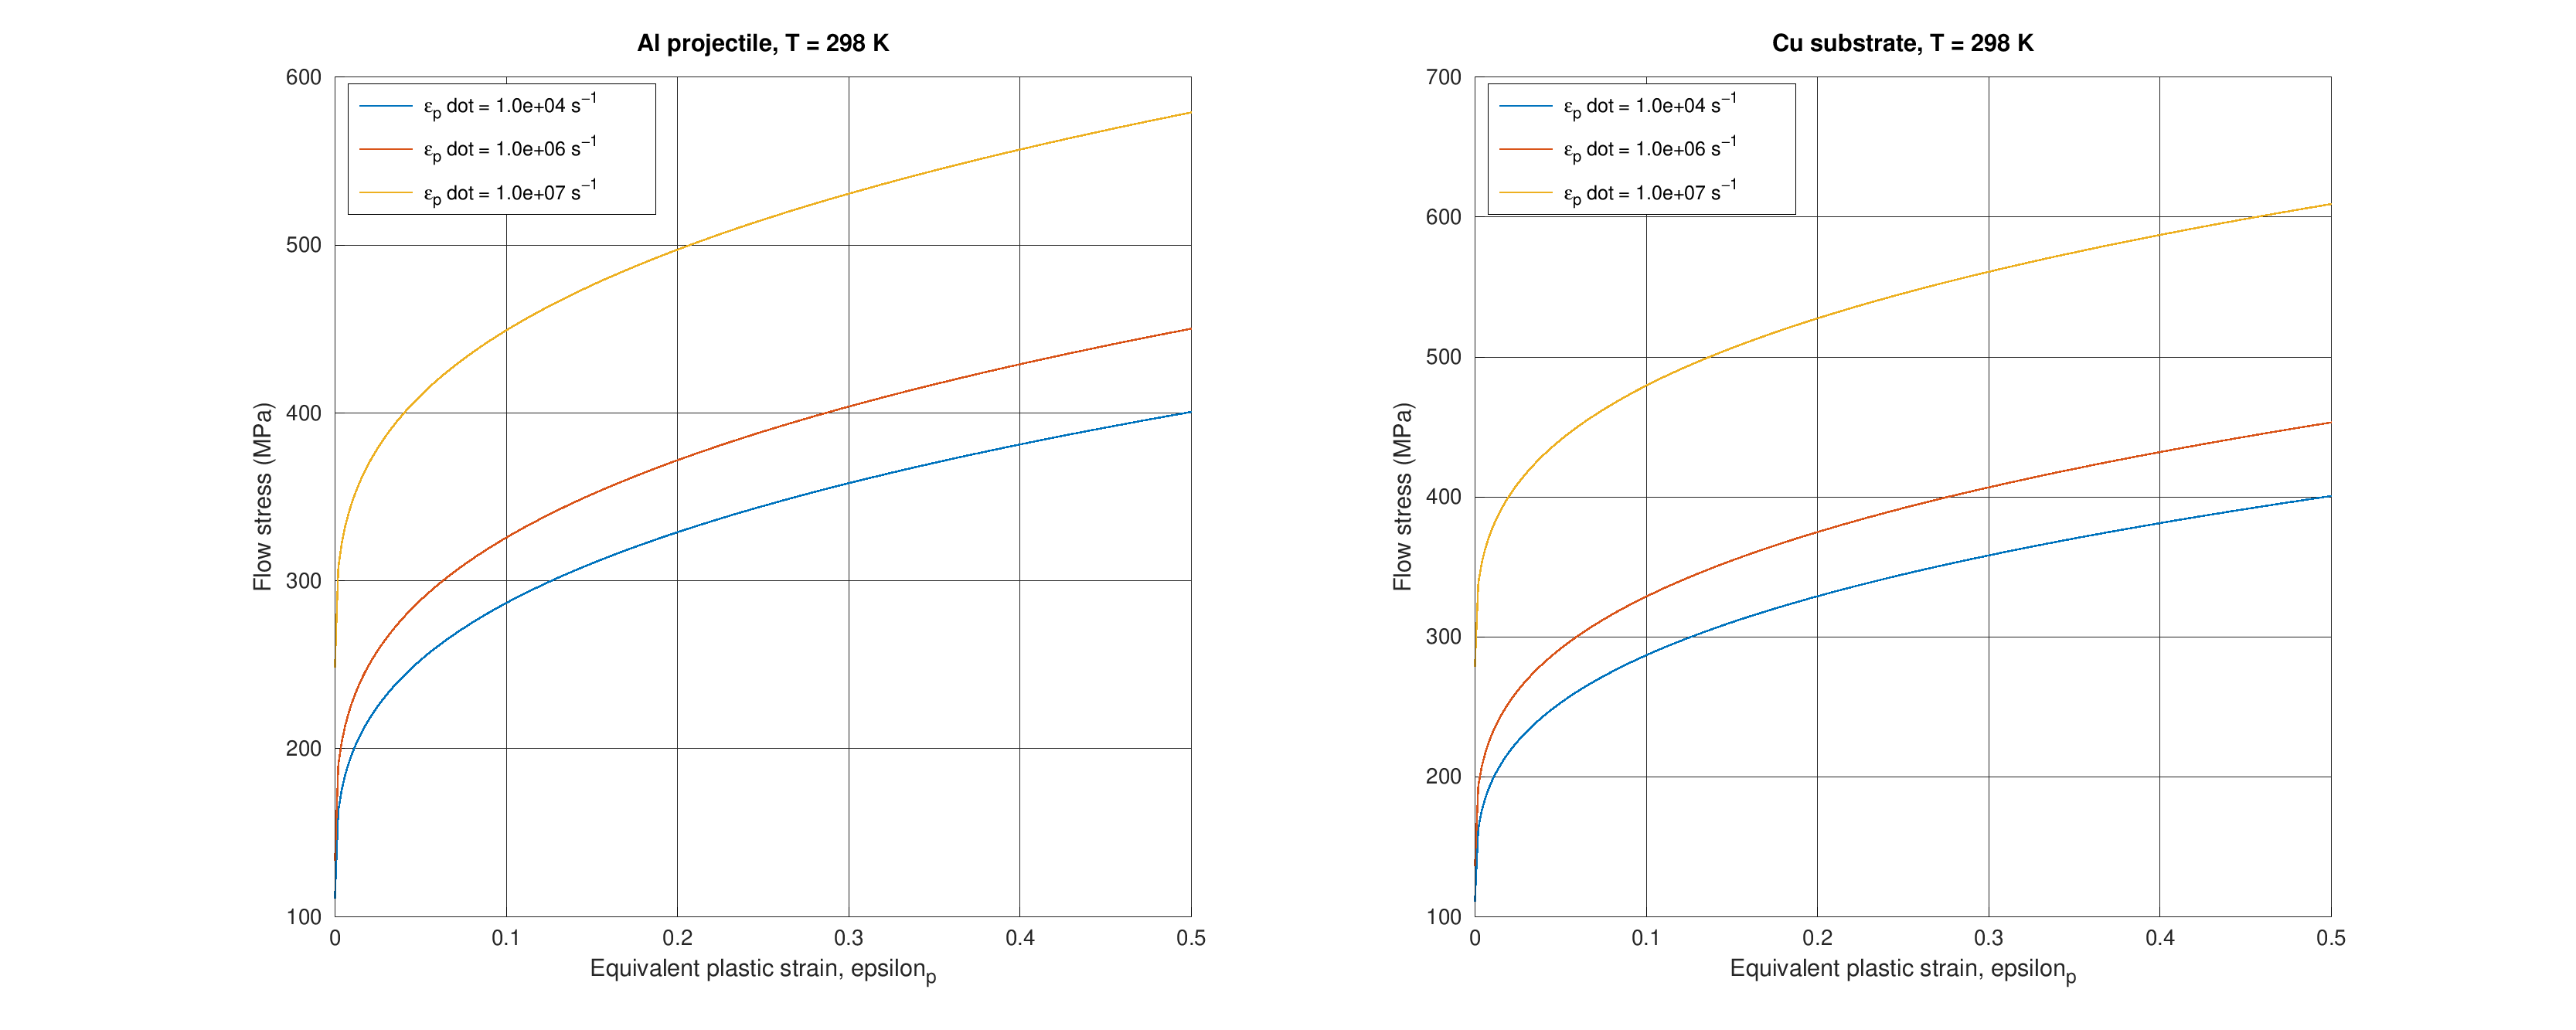 Al projectile, T = 298 K
600
500
400
300
200
100
Flow stress (MPa)
εp dot = 1.0e+04 s−1
εp dot = 1.0e+06 s−1
εp dot = 1.0e+07 s−1
0 0.1 0.2 0.3 0.4 0.5
Equivalent plastic strain, epsilonp
Cu substrate, T = 298 K
700
600
500
400
300
200
100
Flow stress (MPa)
εp dot = 1.0e+04 s−1
εp dot = 1.0e+06 s−1
εp dot = 1.0e+07 s−1
0 0.1 0.2 0.3 0.4 0.5
Equivalent plastic strain, epsilonp